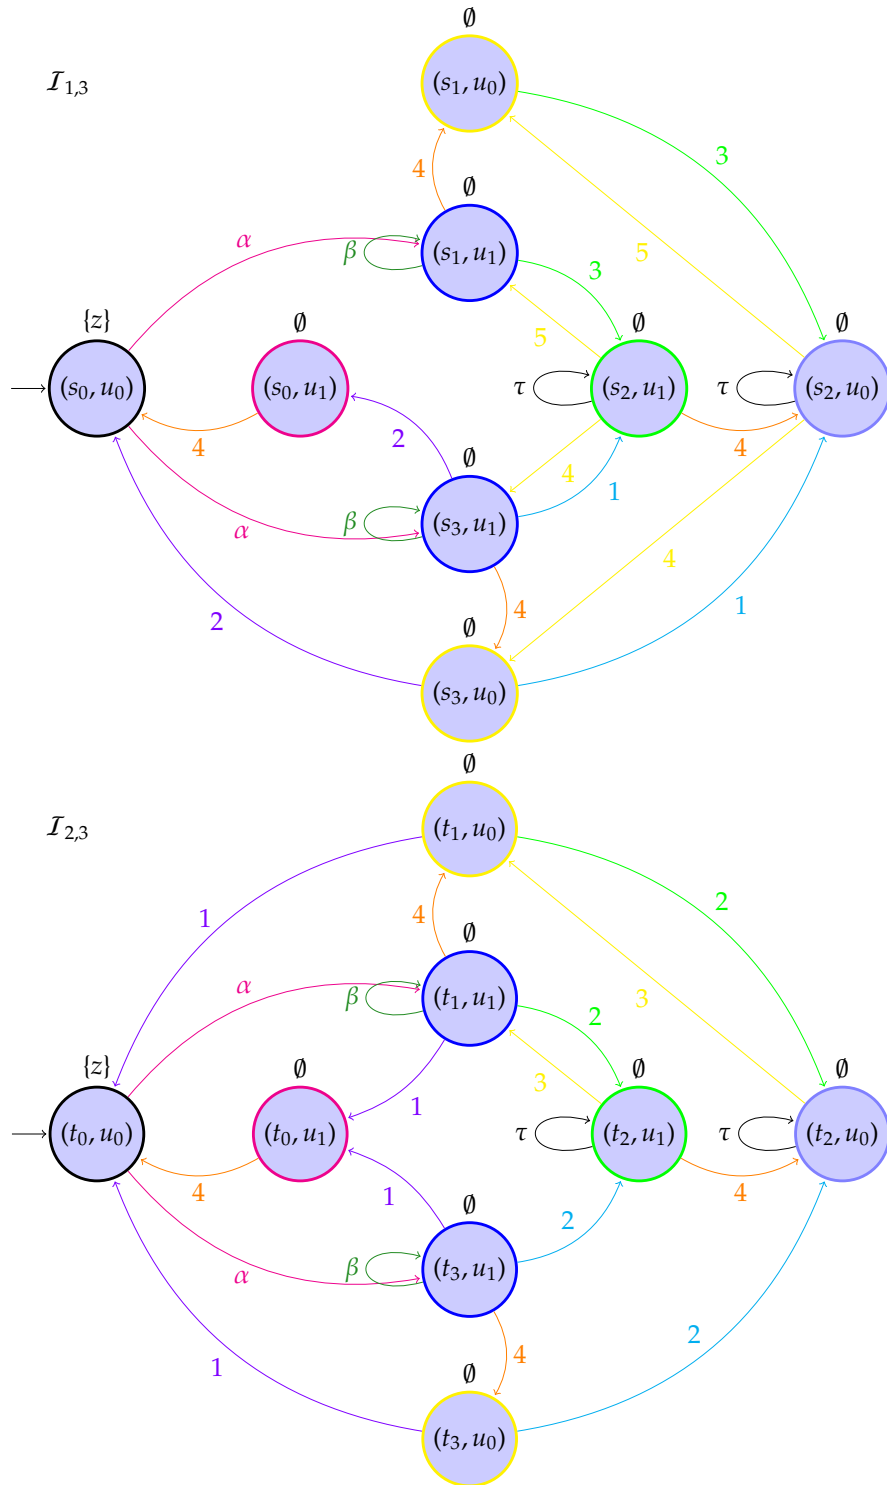 ∅
(s₁, u₀)
𝓘₁,₃
3
4
∅
5
α
(s₁, u₁)
β
3
{z}
∅
5
∅
∅
(s₀, u₀)
(s₀, u₁)
τ
(s₂, u₁)
τ
(s₂, u₀)
4
2
4
4
∅
1
β
(s₃, u₁)
α
4
4
1
2
∅
(s₃, u₀)
∅
(t₁, u₀)
𝓘₂,₃
2
1
4
∅
α
3
β
(t₁, u₁)
2
{z}
∅
3
∅
∅
1
(t₀, u₀)
(t₀, u₁)
τ
(t₂, u₁)
τ
(t₂, u₀)
4
1
4
∅
2
β
(t₃, u₁)
α
4
2
1
∅
(t₃, u₀)